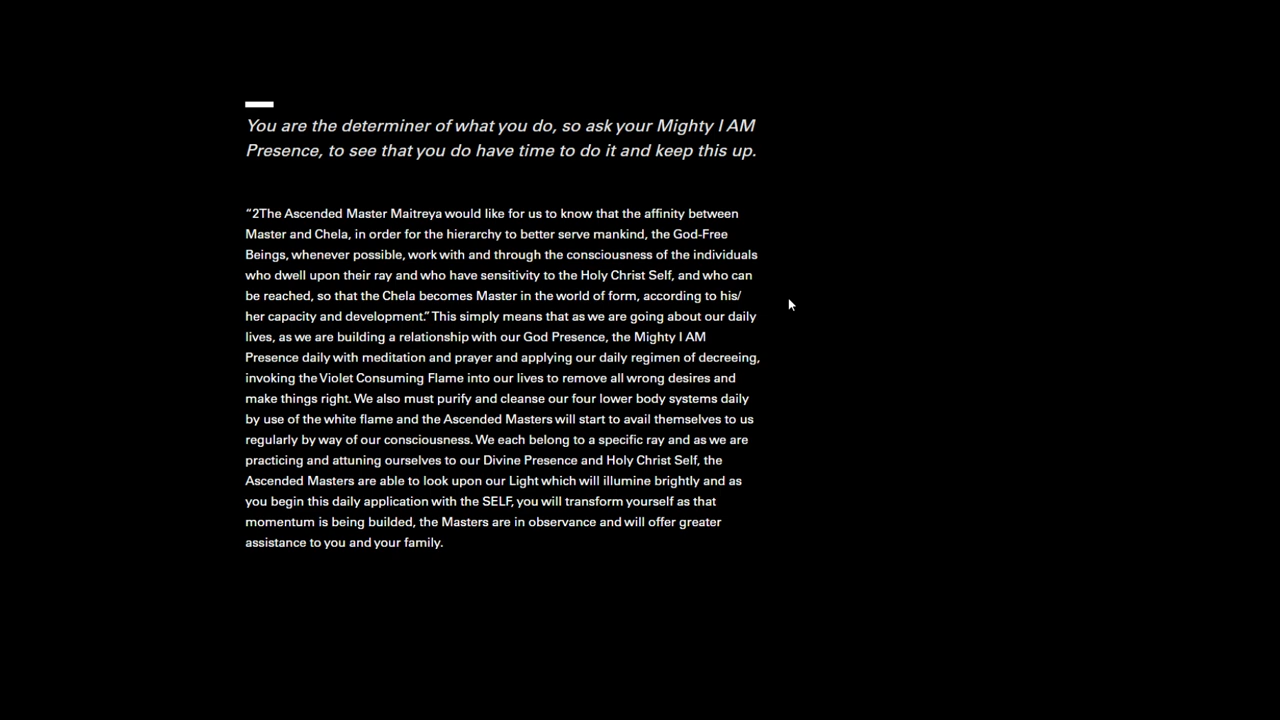 You are the determiner of what you do, so ask your Mighty I AM
Presence, to see that you do have time to do it and keep this up.
“2The Ascended Master Maitreya would like for us to know that the affinity between
Master and Chela, in order for the hierarchy to better serve mankind, the God-Free
Beings, whenever possible, work with and through the consciousness of the individuals
who dwell upon their ray and who have sensitivity to the Holy Christ Self, and who can
be reached, so that the Chela becomes Master in the world of form, according to his/
her capacity and development.” This simply means that as we are going about our daily
lives, as we are building a relationship with our God Presence, the Mighty I AM
Presence daily with meditation and prayer and applying our daily regimen of decreeing,
invoking the Violet Consuming Flame into our lives to remove all wrong desires and
make things right. We also must purify and cleanse our four lower body systems daily
by use of the white flame and the Ascended Masters will start to avail themselves to us
regularly by way of our consciousness. We each belong to a specific ray and as we are
practicing and attuning ourselves to our Divine Presence and Holy Christ Self, the
Ascended Masters are able to look upon our Light which will illumine brightly and as
you begin this daily application with the SELF, you will transform yourself as that
momentum is being builded, the Masters are in observance and will offer greater
assistance to you and your family.